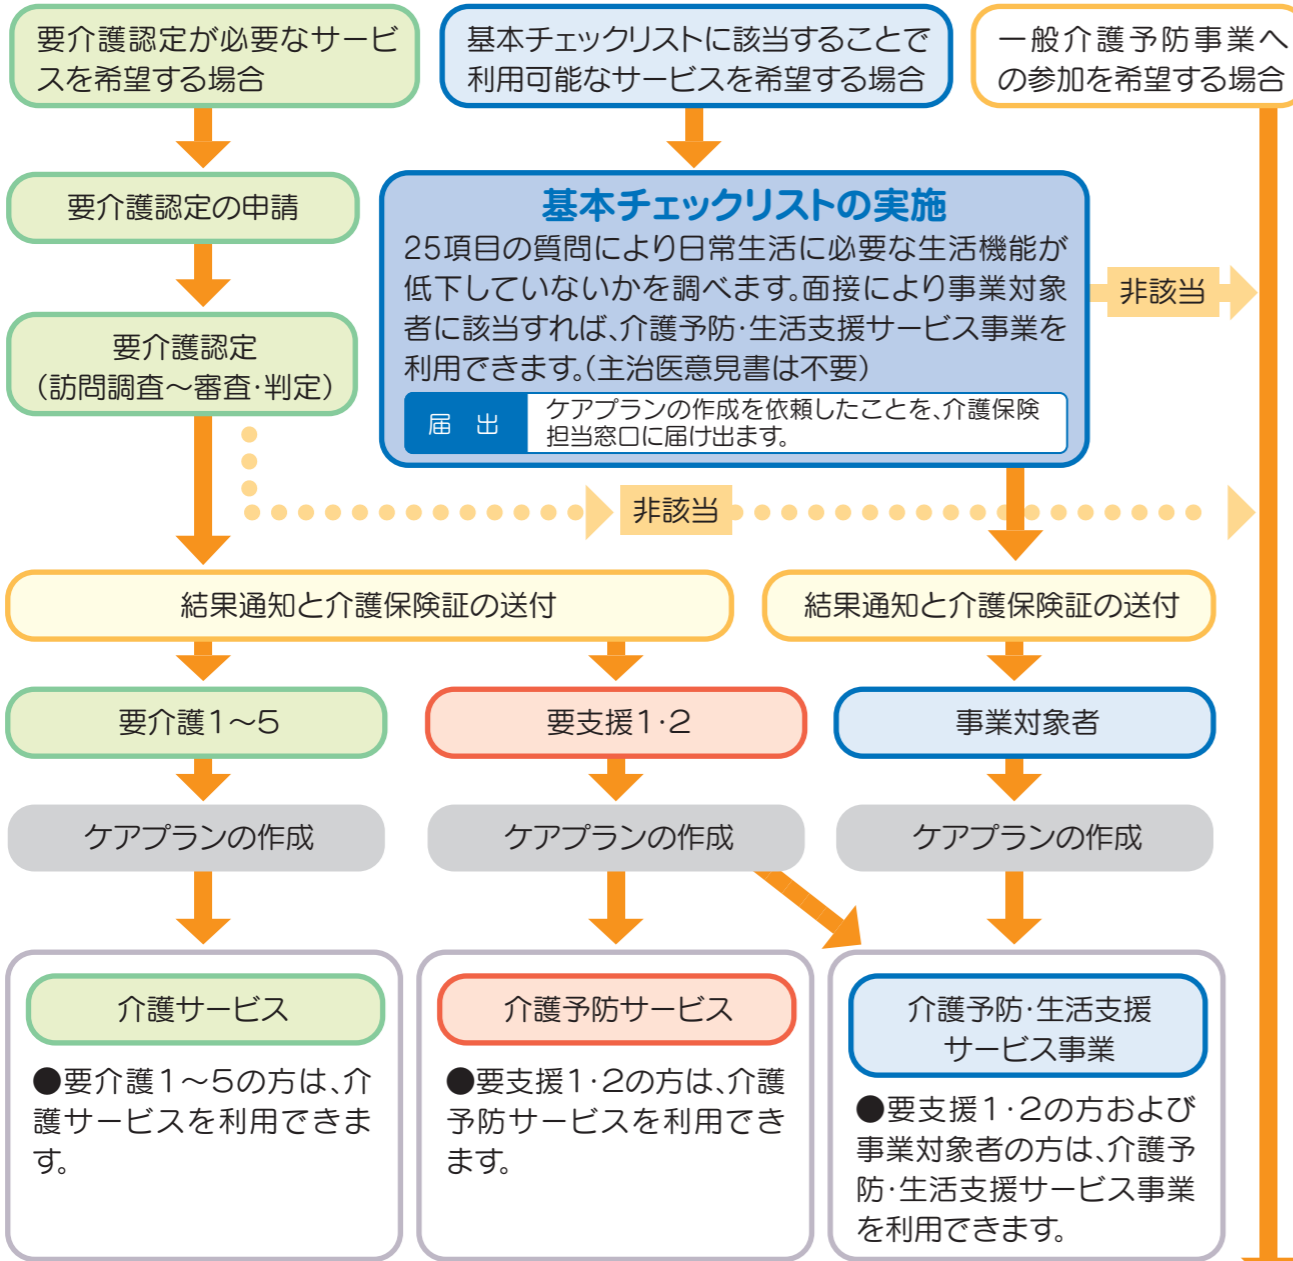 要介護認定が必要なサービ
スを希望する場合
基本チェックリストに該当することで
利用可能なサービスを希望する場合
一般介護予防事業へ
の参加を希望する場合
要介護認定の申請
基本チェックリストの実施
25項目の質問により日常生活に必要な生活機能が
低下していないかを調べます。面接により事業対象
者に該当すれば、介護予防・生活支援サービス事業を
利用できます。(主治医意見書は不要)
届 出
ケアプランの作成を依頼したことを、介護保険
担当窓口に届け出ます。
非該当
要介護認定
(訪問調査～審査・判定)
非該当
結果通知と介護保険証の送付
結果通知と介護保険証の送付
要介護1～5
要支援1・2
事業対象者
ケアプランの作成
ケアプランの作成
ケアプランの作成
介護サービス
●要介護1～5の方は、介
護サービスを利用できま
す。
介護予防サービス
●要支援1・2の方は、介護
予防サービスを利用でき
ます。
介護予防・生活支援
サービス事業
●要支援1・2の方および
事業対象者の方は、介護予
防・生活支援サービス事業
を利用できます。